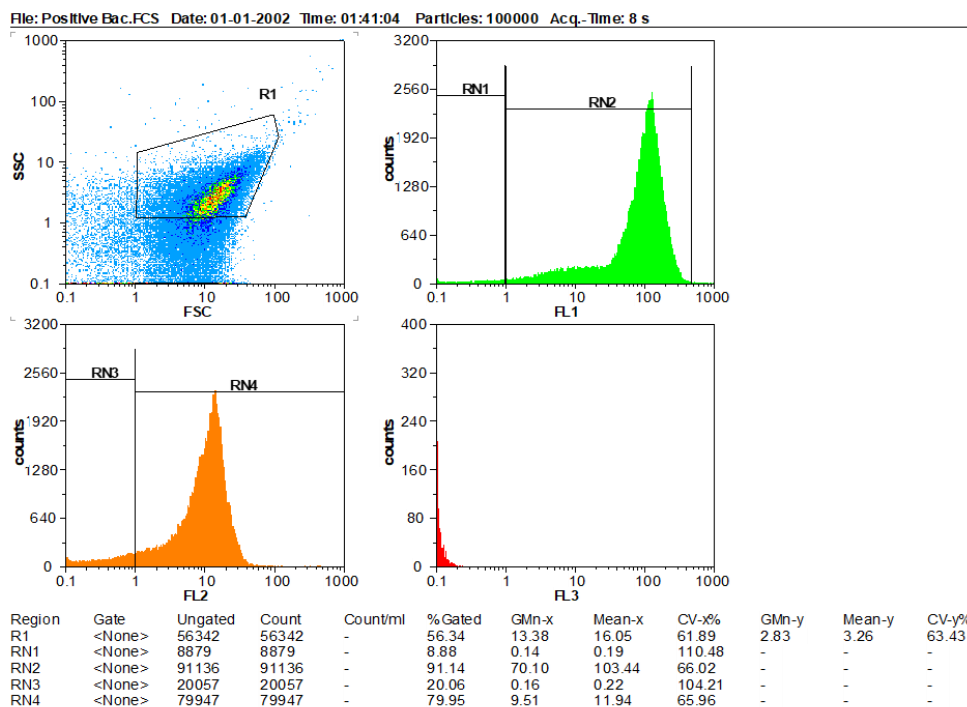 File: Positive Bac.FCS Date: 01-01-2002 Time: 01:41:04 Particles: 100000 Acq.-Time: 8 s
1000
100
10
1
0.1
SSC
R1
0.1 1 10 100 1000
FSC
3200
2560
1920
1280
640
0
counts
RN1
RN2
0.1 1 10 100 1000
FL1
3200
2560
1920
1280
640
0
counts
RN3
RN4
0.1 1 10 100 1000
FL2
400
320
240
160
80
0
counts
0.1 1 10 100 1000
FL3
Region Gate Ungated Count Count/ml %Gated GMn-x Mean-x CV-x% GMn-y Mean-y CV-y%
R1 <None> 56342 56342 - 56.34 13.38 16.05 61.89 2.83 3.26 63.43
RN1 <None> 8879 8879 - 8.88 0.14 0.19 110.48 - - -
RN2 <None> 91136 91136 - 91.14 70.10 103.44 66.02 - - -
RN3 <None> 20057 20057 - 20.06 0.16 0.22 104.21 - - -
RN4 <None> 79947 79947 - 79.95 9.51 11.94 65.96 - - -